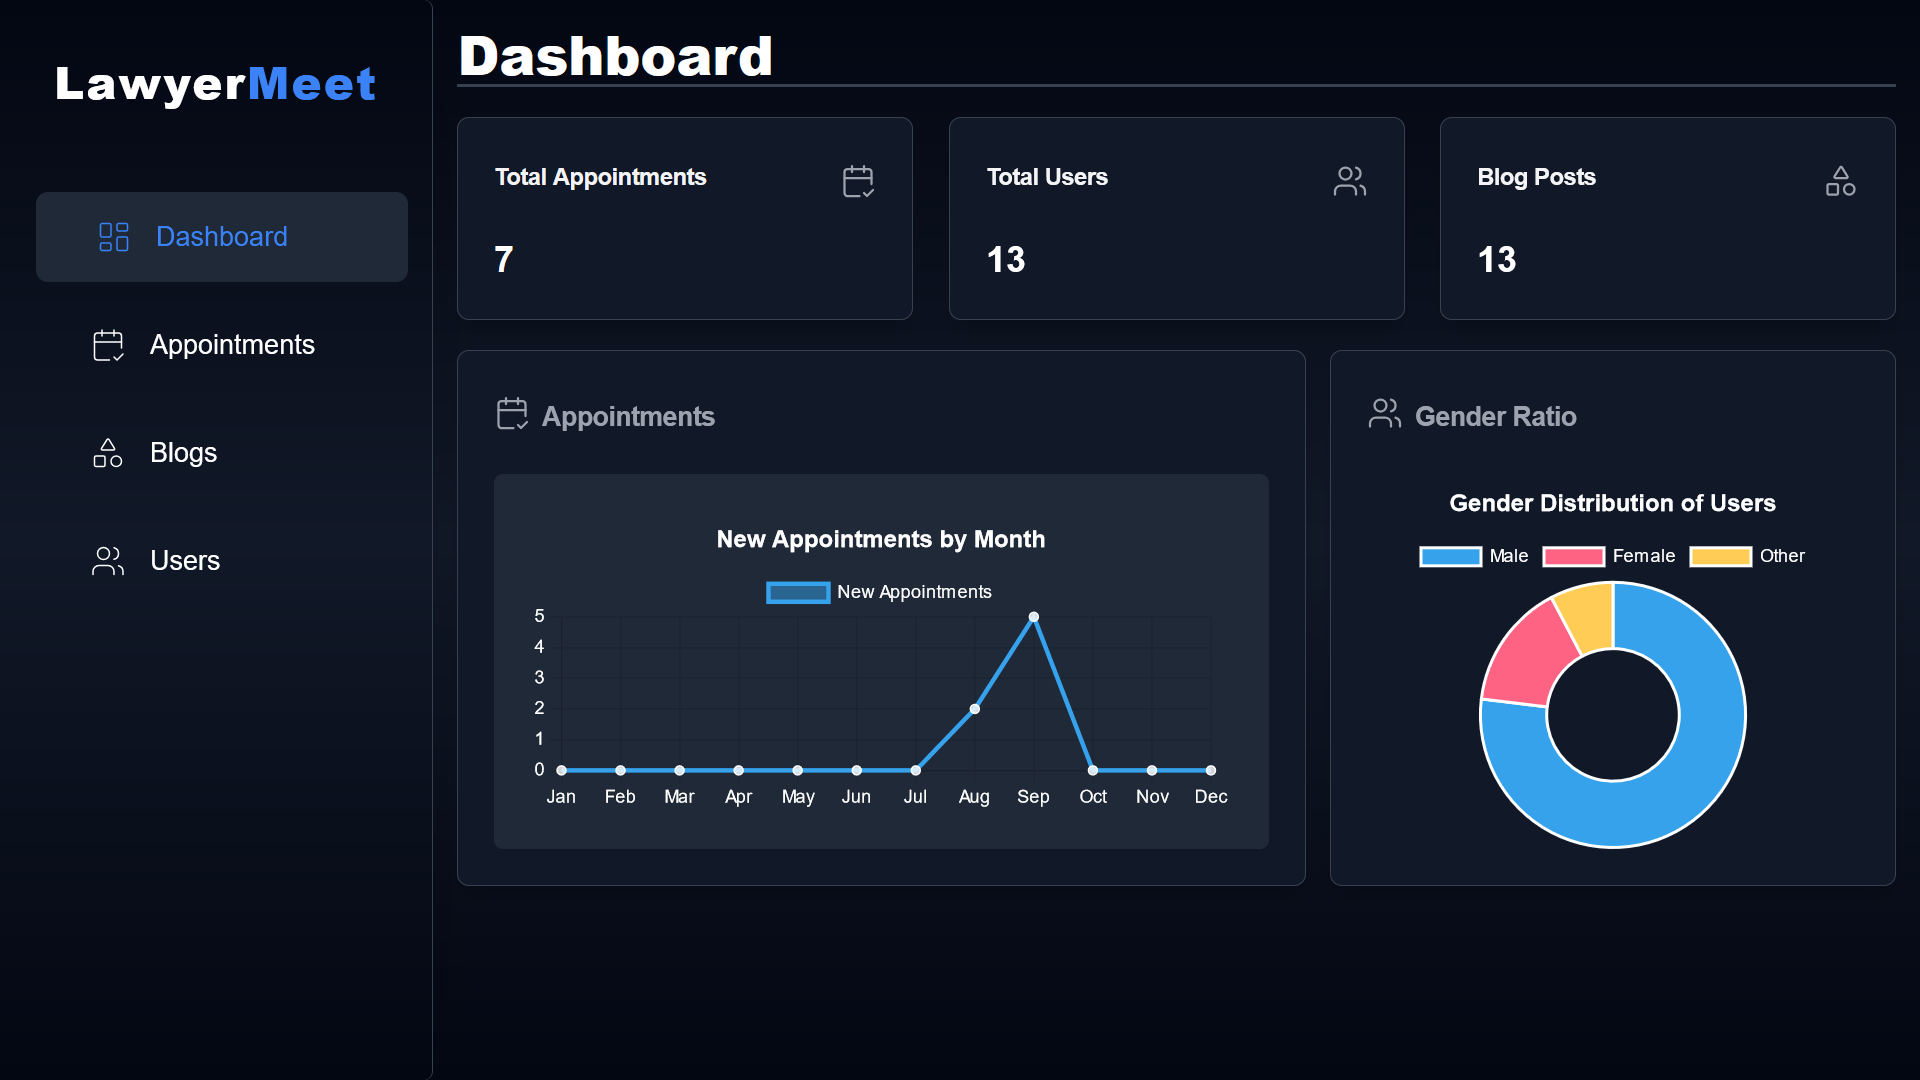 LawyerMeet
Dashboard
Appointments
Blogs
Users
Dashboard
Total Appointments
7
Total Users
13
Blog Posts
13
Appointments
New Appointments by Month
New Appointments
5
4
3
2
1
0
Jan Feb Mar Apr May Jun Jul Aug Sep Oct Nov Dec
Gender Ratio
Gender Distribution of Users
Male Female Other